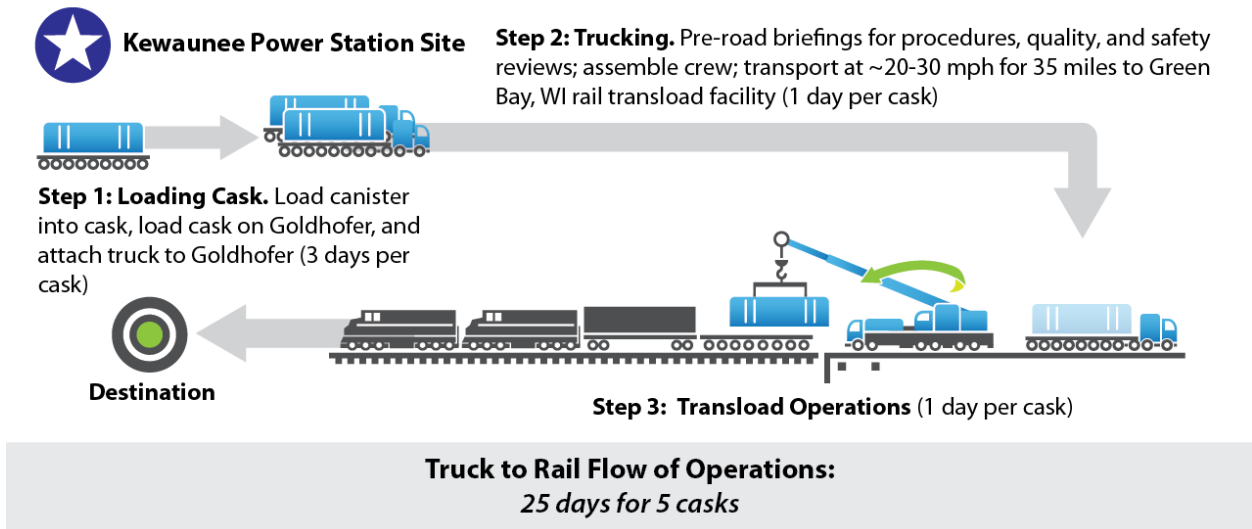 Kewaunee Power Station Site
Step 2: Trucking. Pre-road briefings for procedures, quality, and safety
reviews; assemble crew; transport at ~20-30 mph for 35 miles to Green
Bay, WI rail transload facility (1 day per cask)
Step 1: Loading Cask. Load canister
into cask, load cask on Goldhofer, and
attach truck to Goldhofer (3 days per
cask)
Destination
Step 3:  Transload Operations (1 day per cask)
Truck to Rail Flow of Operations:
25 days for 5 casks